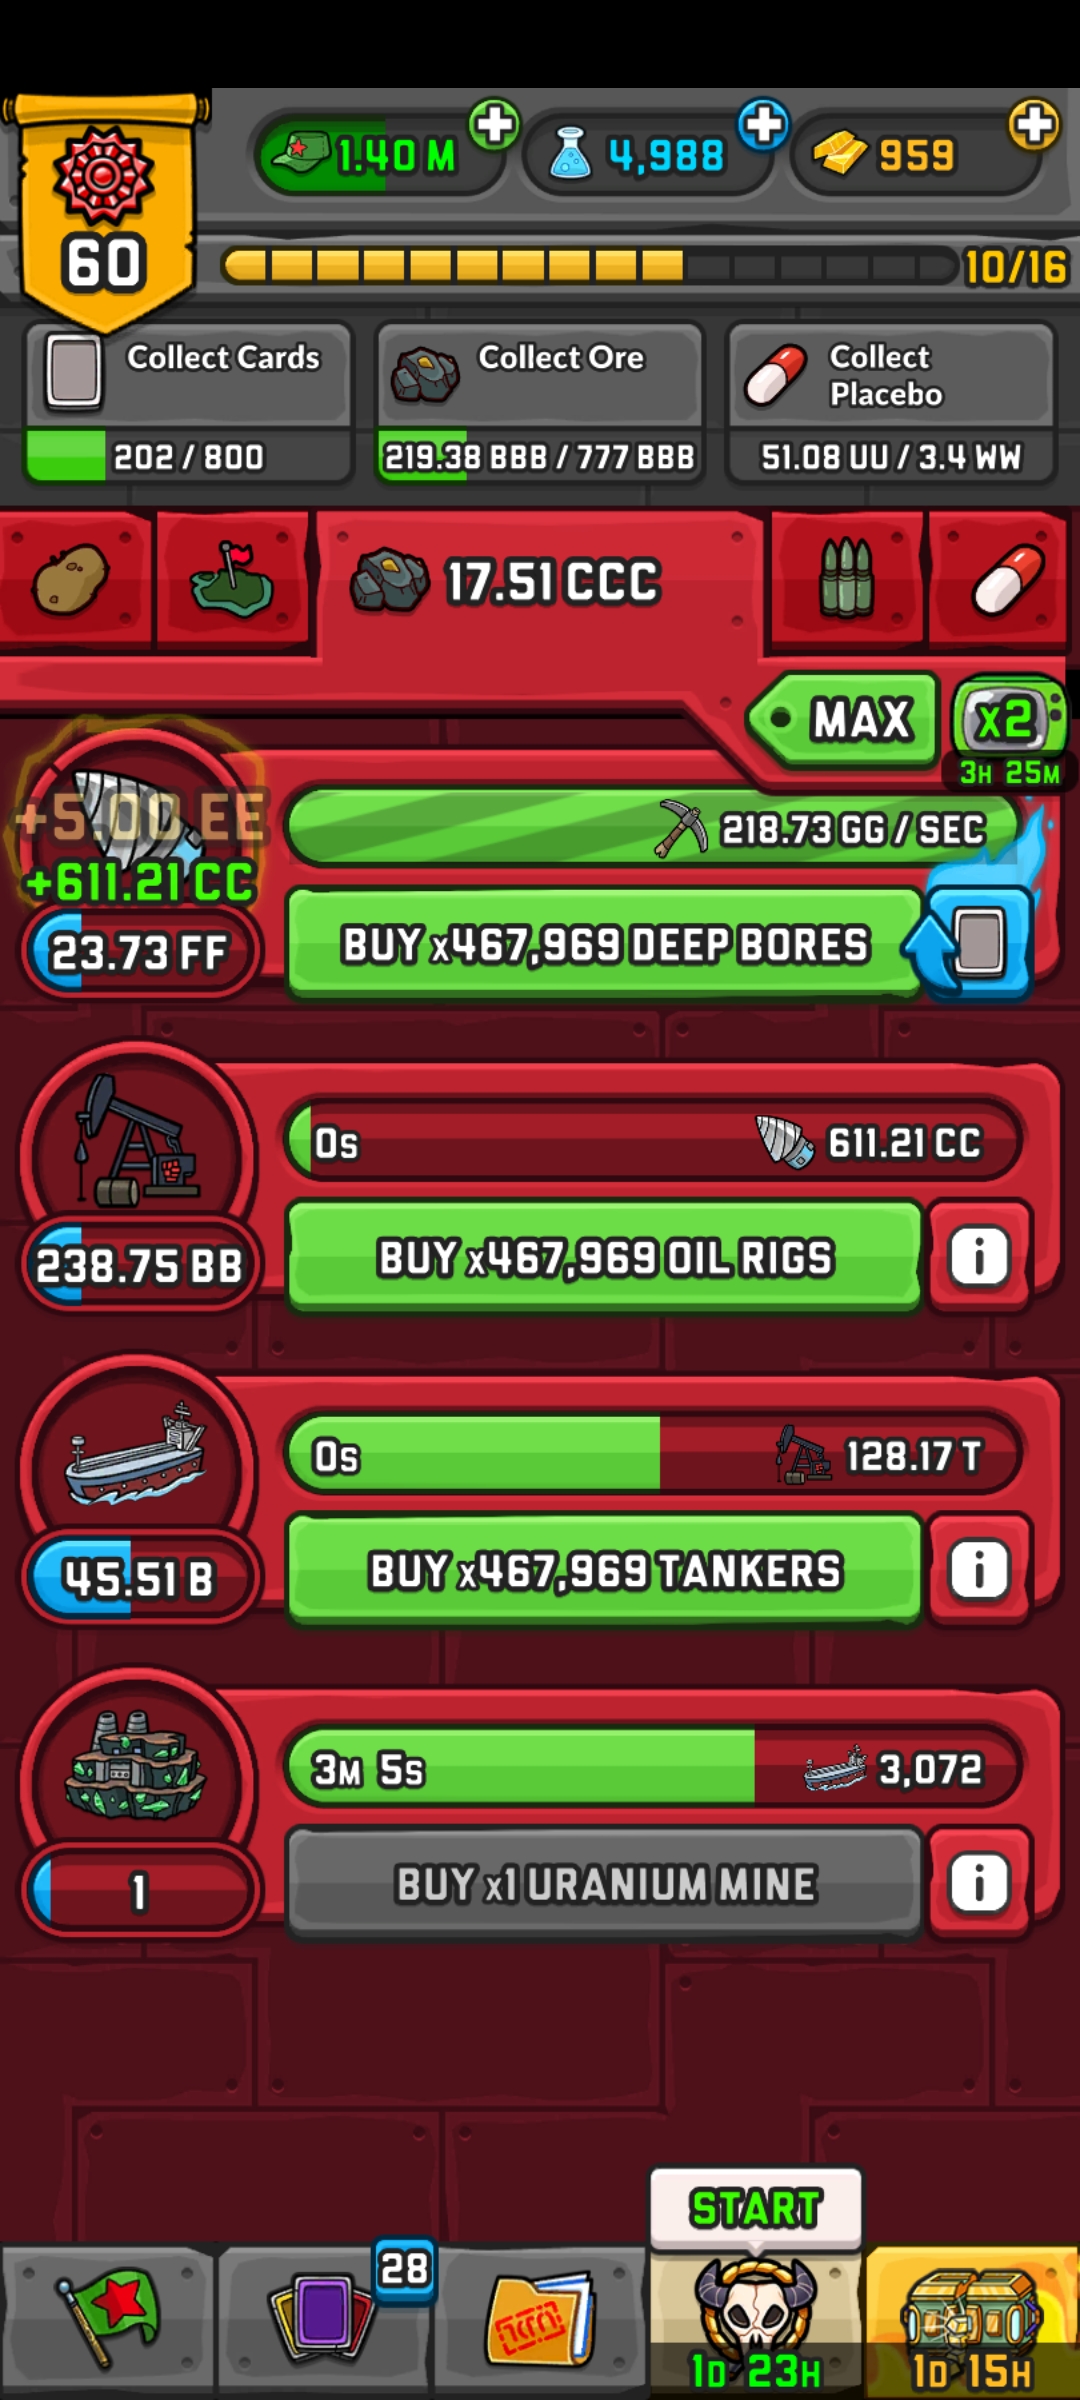 60
1.40 M
4,988
959
10/16
Collect Cards
202 / 800
Collect Ore
219.38 BBB / 777 BBB
Collect
Placebo
51.08 UU / 3.4 WW
17.51 CCC
MAX
x2
3H 25M
+5.00 EE
+611.21 CC
23.73 FF
218.73 GG / SEC
BUY x467,969 DEEP BORES
238.75 BB
0s
611.21 CC
BUY x467,969 OIL RIGS
i
45.51 B
0s
128.17 T
BUY x467,969 TANKERS
i
1
3M 5s
3,072
BUY x1 URANIUM MINE
i
START
28
1D 23H
1D 15H